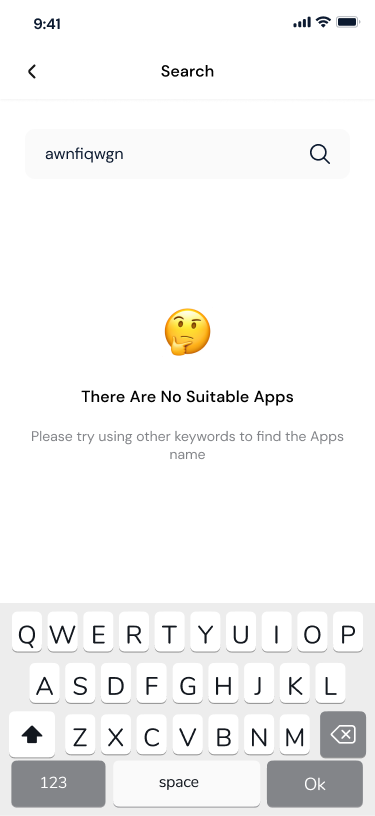 9:41
Search
awnfiqwgn
There Are No Suitable Apps
Please try using other keywords to find the Apps
name
Q W E R T Y U I O P
A S D F G H J K L
Z X C V B N M
123 space Ok